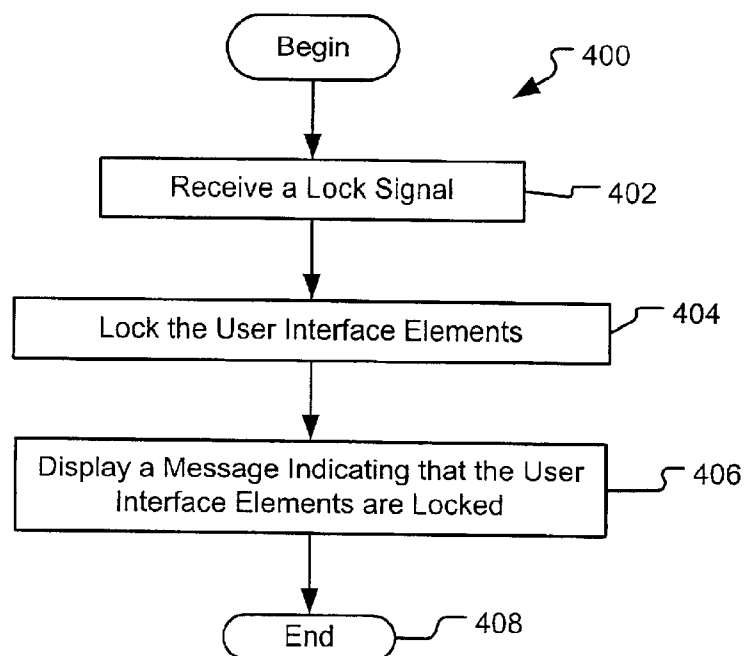 Begin
400
Receive a Lock Signal
402
Lock the User Interface Elements
404
Display a Message Indicating that the User
Interface Elements are Locked
406
End
408